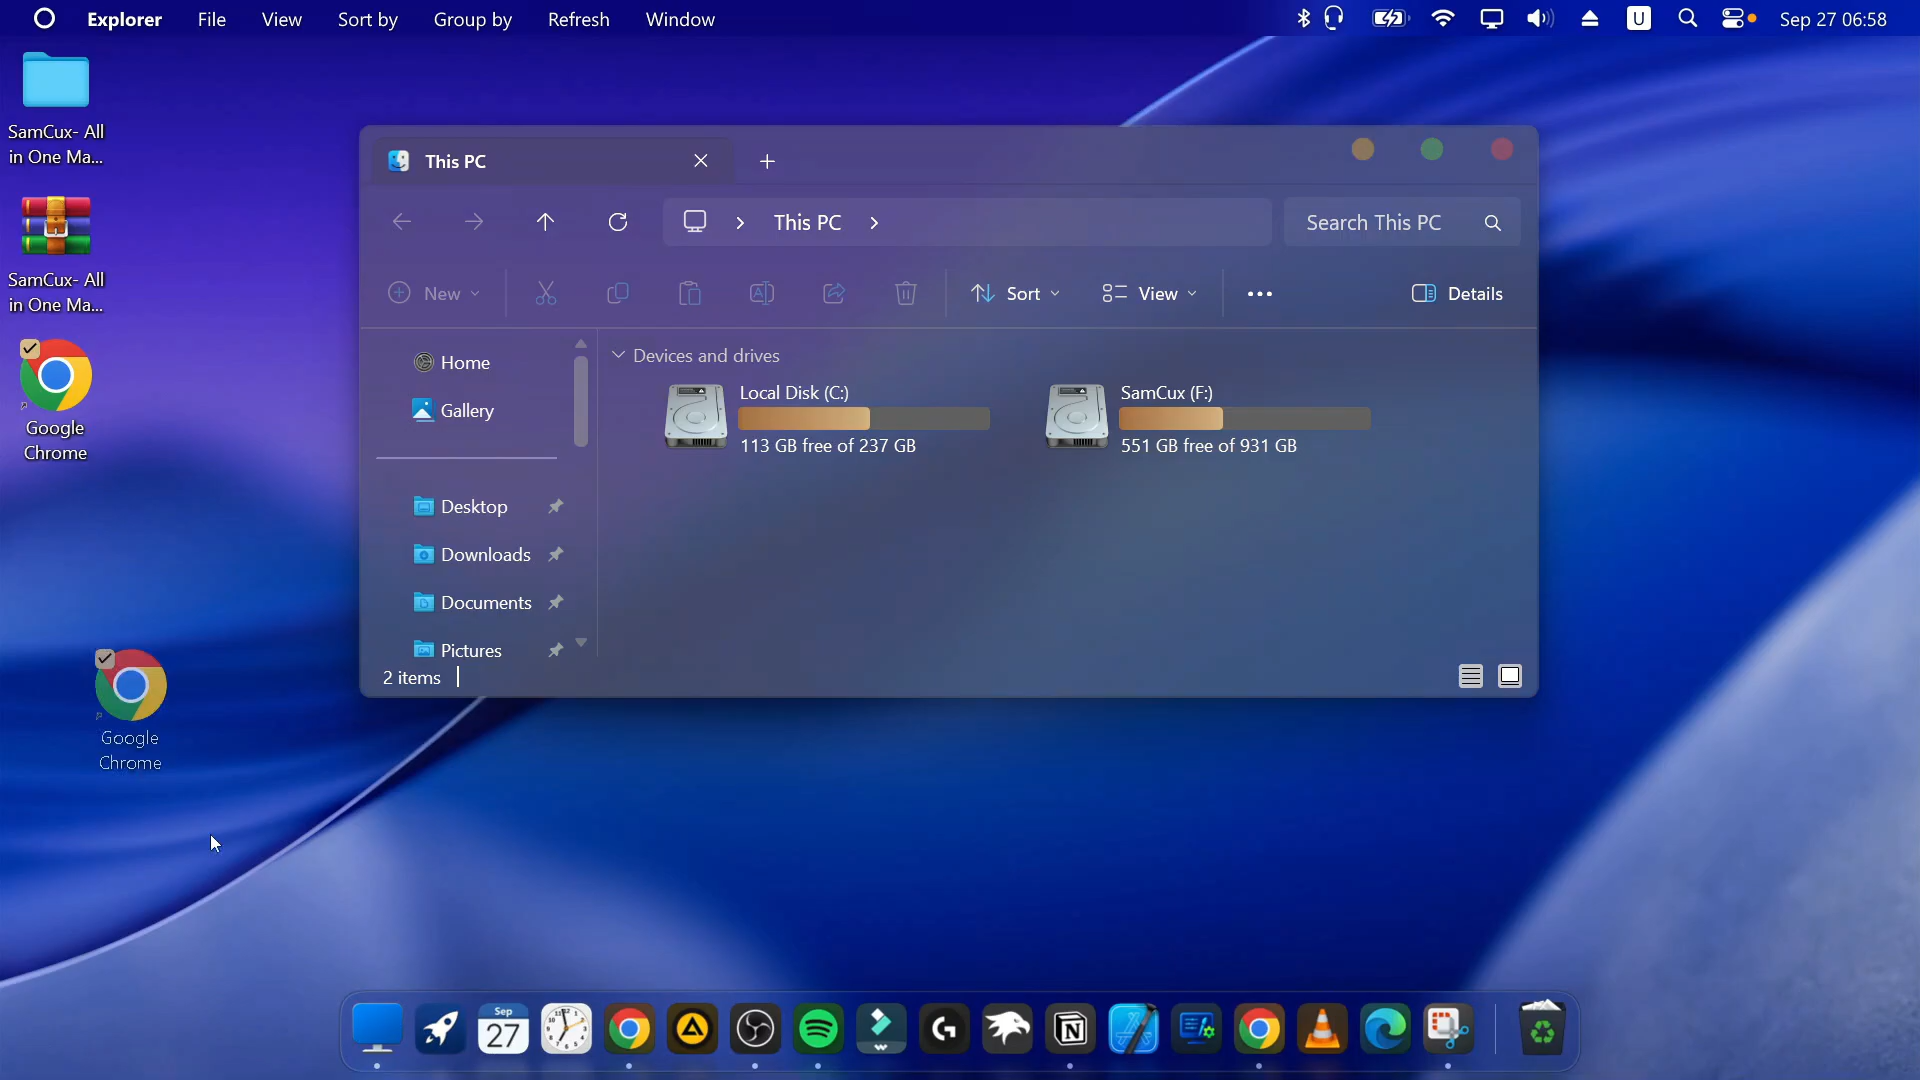 Explorer File View Sort by Group by Refresh Window U Sep 27 06:58
SamCux- All
in One Ma...
SamCux- All
in One Ma...
Google
Chrome
Google
Chrome
This PC
This PC
Search This PC
New
Sort
View
Details
Home
Gallery
Desktop
Downloads
Documents
Pictures
Devices and drives
Local Disk (C:)
113 GB free of 237 GB
SamCux (F:)
551 GB free of 931 GB
2 items
Sep
27